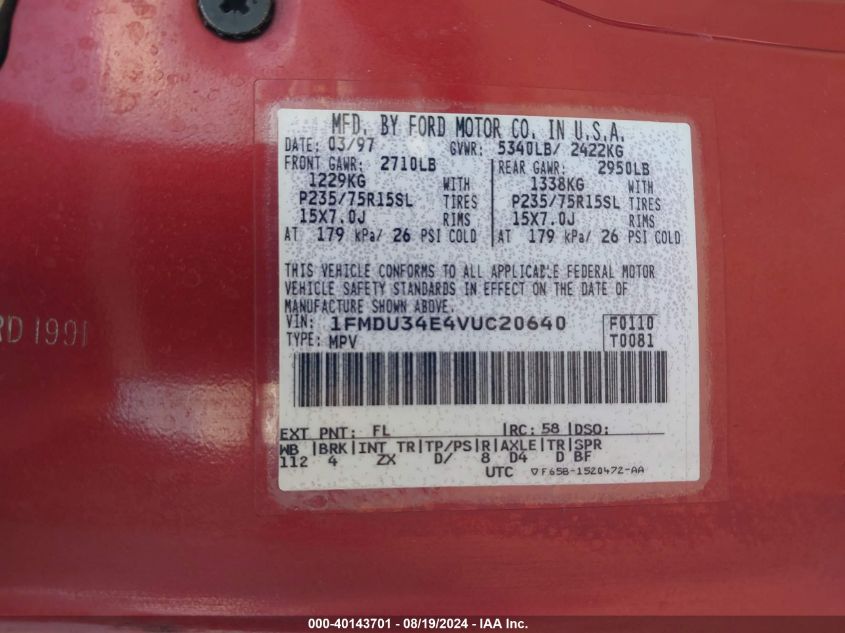 MFD. BY FORD MOTOR CO. IN U.S.A.
DATE: 03/97 GVWR: 5340LB/ 2422KG
FRONT GAWR: 2710LB REAR GAWR: 2950LB
1229KG WITH 1338KG WITH
P235/75R15SL TIRES P235/75R15SL TIRES
15X7.0J RIMS 15X7.0J RIMS
AT 179 kPa/ 26 PSI COLD AT 179 kPa/ 26 PSI COLD
THIS VEHICLE CONFORMS TO ALL APPLICABLE FEDERAL MOTOR
VEHICLE SAFETY STANDARDS IN EFFECT ON THE DATE OF
MANUFACTURE SHOWN ABOVE.
VIN: 1FMDU34E4VUC20640 F0110
TYPE: MPV T0081
RD 1991
EXT PNT: FL RC: 58 DSO:
WB BRK INT TR TP/PS R AXLE TR SPR
112 4 ZX D/ 8 D4 D BF
UTC ▽F65B-1520472-AA
000-40143701 - 08/19/2024 - IAA Inc.